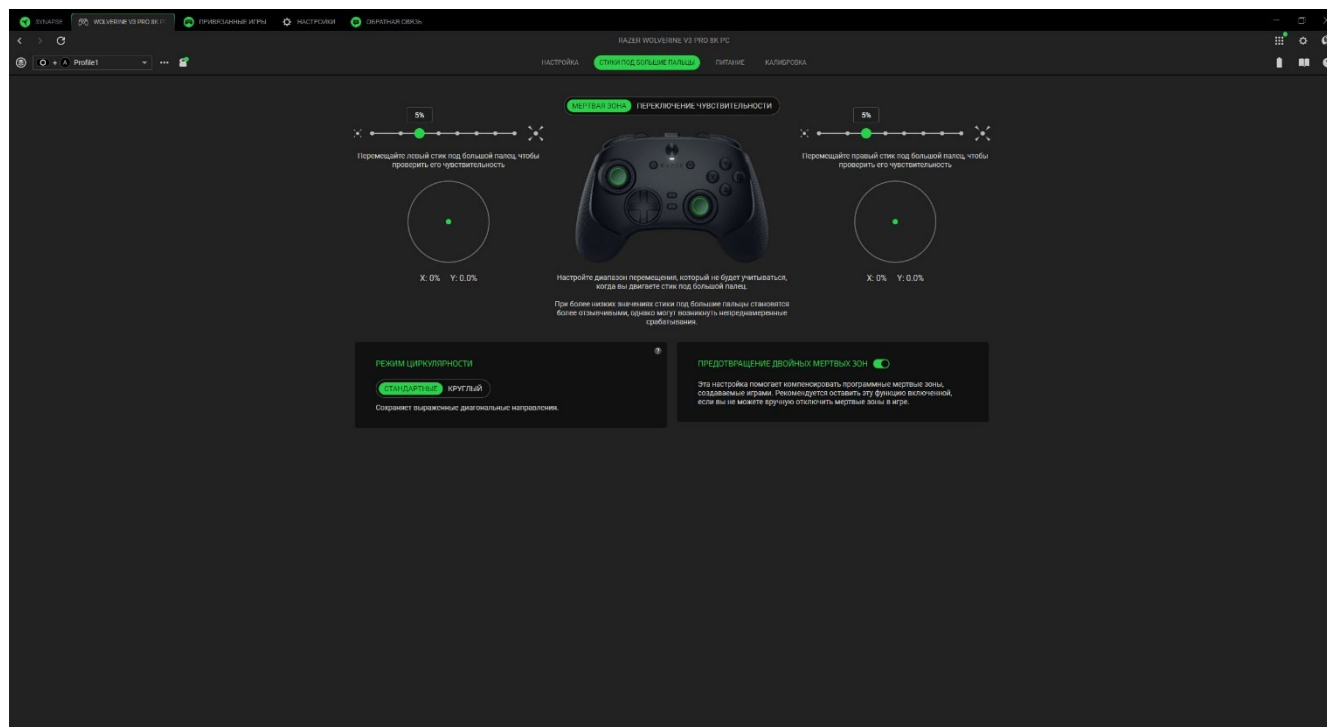 SYNAPSE
WOLVERINE V3 PRO 8K PC
ПРИВЯЗАННЫЕ ИГРЫ
НАСТРОЙКИ
ОБРАТНАЯ СВЯЗЬ
RAZER WOLVERINE V3 PRO 8K PC
+ A Profile1
НАСТРОЙКА
СТИКИ ПОД БОЛЬШИЕ ПАЛЬЦЫ
ПИТАНИЕ
КАЛИБРОВКА
МЕРТВАЯ ЗОНА
ПЕРЕКЛЮЧЕНИЕ ЧУВСТВИТЕЛЬНОСТИ
5%
Перемещайте левый стик под большой палец, чтобы
проверить его чувствительность
X: 0% Y: 0.0%
5%
Перемещайте правый стик под большой палец, чтобы
проверить его чувствительность
X: 0% Y: 0.0%
Настройте диапазон перемещения, который не будет учитываться,
когда вы двигаете стик под большой палец.
При более низких значениях стики под большие пальцы становятся
более отзывчивыми, однако могут возникнуть непреднамеренные
срабатывания.
РЕЖИМ ЦИРКУЛЯРНОСТИ
?
СТАНДАРТНЫЕ
КРУГЛЫЙ
Сохраняет выраженные диагональные направления.
ПРЕДОТВРАЩЕНИЕ ДВОЙНЫХ МЕРТВЫХ ЗОН
Эта настройка помогает компенсировать программные мертвые зоны,
создаваемые играми. Рекомендуется оставить эту функцию включенной,
если вы не можете вручную отключить мертвые зоны в игре.